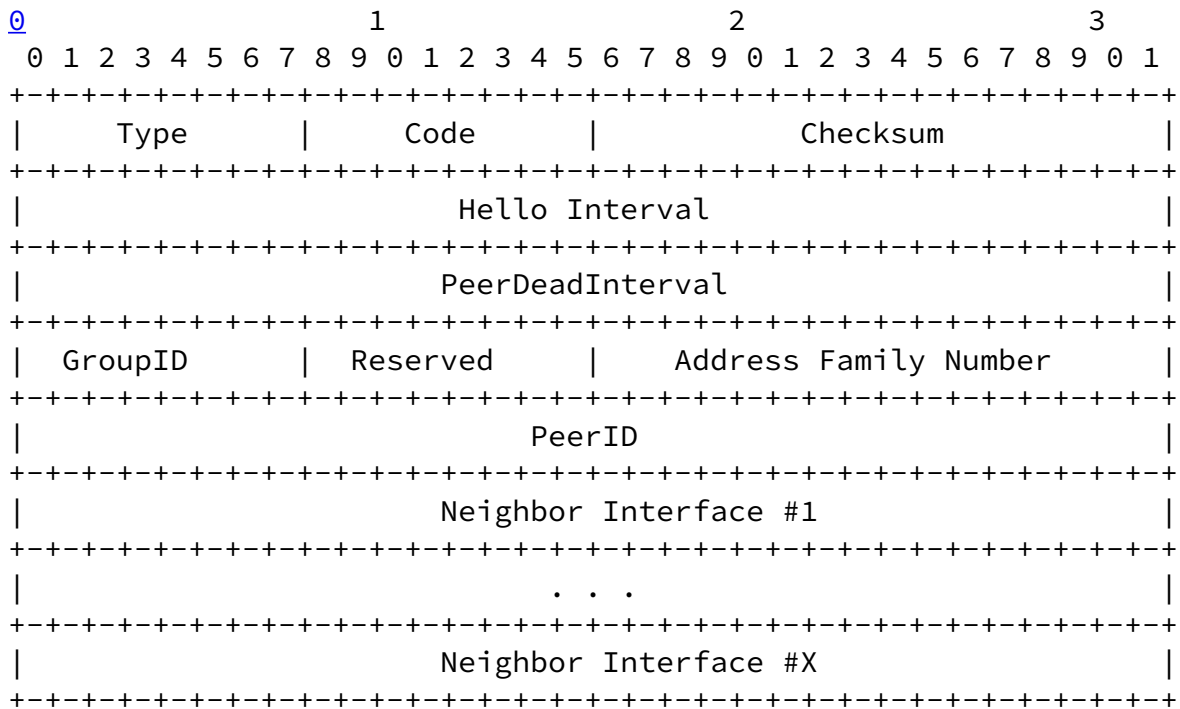 0                   1                   2                   3
 0 1 2 3 4 5 6 7 8 9 0 1 2 3 4 5 6 7 8 9 0 1 2 3 4 5 6 7 8 9 0 1
+-+-+-+-+-+-+-+-+-+-+-+-+-+-+-+-+-+-+-+-+-+-+-+-+-+-+-+-+-+-+-+-+
|     Type      |     Code      |           Checksum            |
+-+-+-+-+-+-+-+-+-+-+-+-+-+-+-+-+-+-+-+-+-+-+-+-+-+-+-+-+-+-+-+-+
|                        Hello Interval                         |
+-+-+-+-+-+-+-+-+-+-+-+-+-+-+-+-+-+-+-+-+-+-+-+-+-+-+-+-+-+-+-+-+
|                       PeerDeadInterval                        |
+-+-+-+-+-+-+-+-+-+-+-+-+-+-+-+-+-+-+-+-+-+-+-+-+-+-+-+-+-+-+-+-+
|  GroupID      |  Reserved     |    Address Family Number      |
+-+-+-+-+-+-+-+-+-+-+-+-+-+-+-+-+-+-+-+-+-+-+-+-+-+-+-+-+-+-+-+-+
|                            PeerID                             |
+-+-+-+-+-+-+-+-+-+-+-+-+-+-+-+-+-+-+-+-+-+-+-+-+-+-+-+-+-+-+-+-+
|                       Neighbor Interface #1                   |
+-+-+-+-+-+-+-+-+-+-+-+-+-+-+-+-+-+-+-+-+-+-+-+-+-+-+-+-+-+-+-+-+
|                             . . .                             |
+-+-+-+-+-+-+-+-+-+-+-+-+-+-+-+-+-+-+-+-+-+-+-+-+-+-+-+-+-+-+-+-+
|                       Neighbor Interface #X                   |
+-+-+-+-+-+-+-+-+-+-+-+-+-+-+-+-+-+-+-+-+-+-+-+-+-+-+-+-+-+-+-+-+